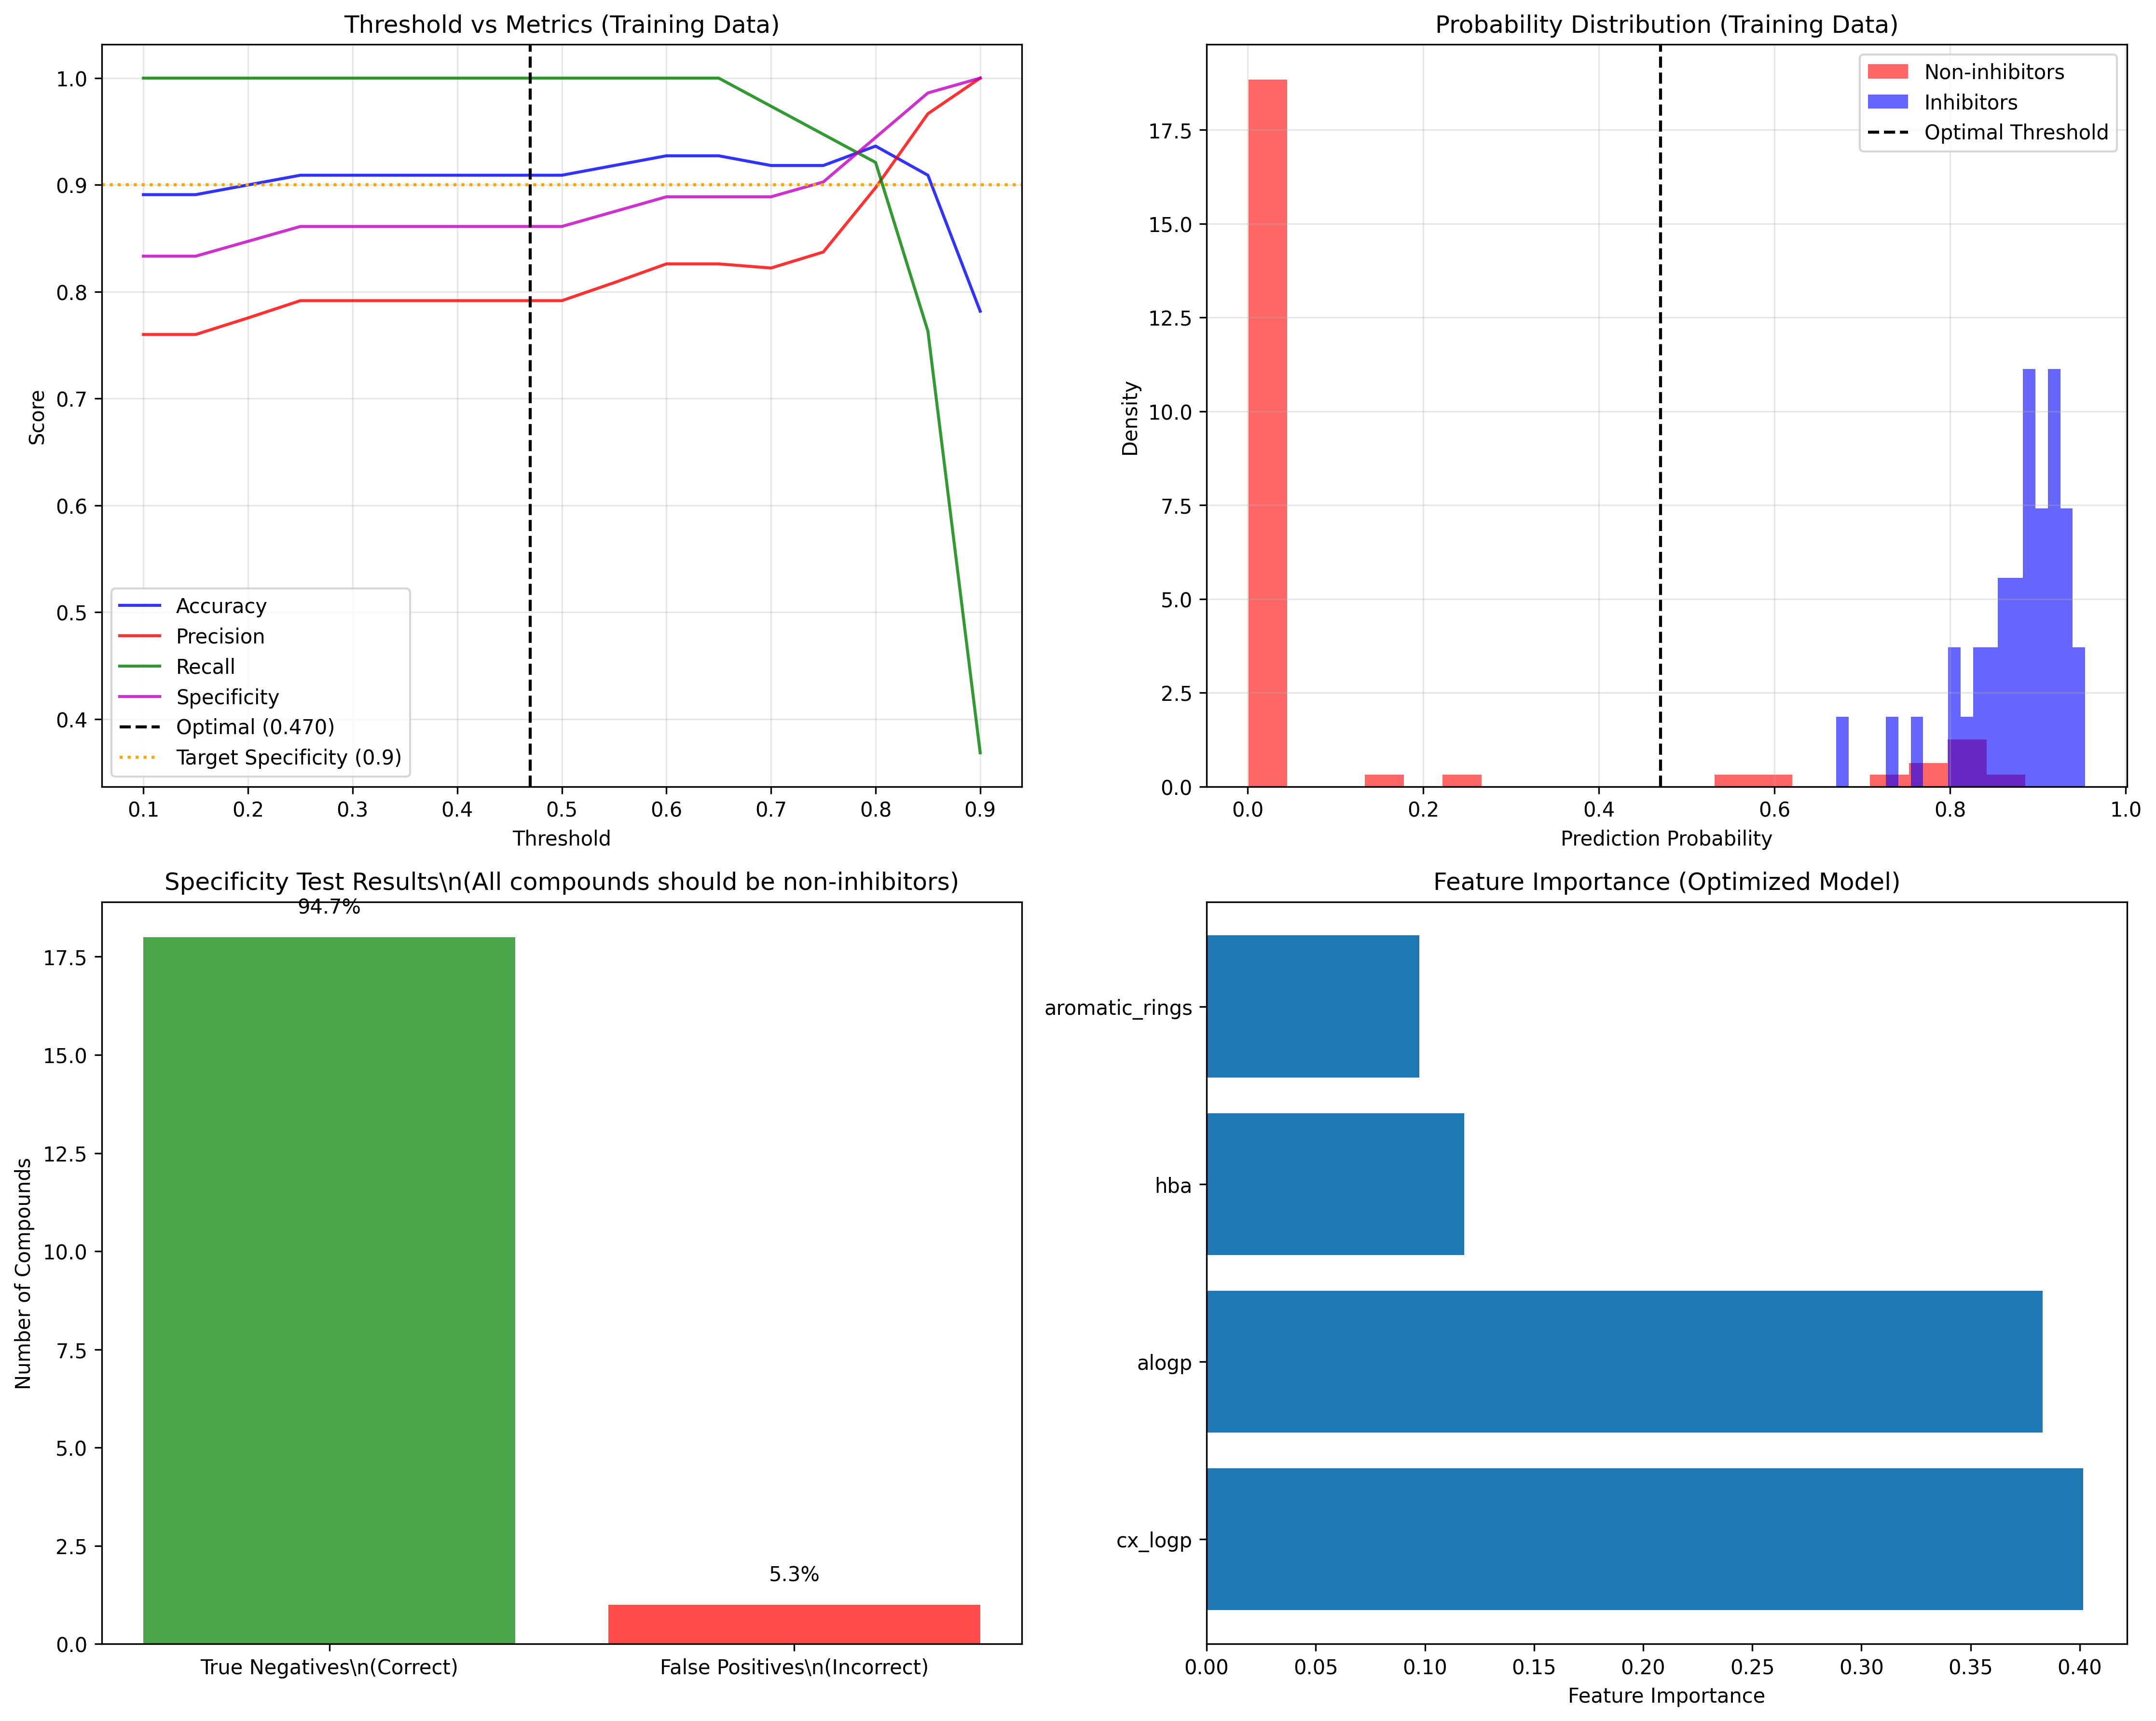 Threshold vs Metrics (Training Data)
1.0
0.9
0.8
0.7
0.6
0.5
0.4
Score
Accuracy
Precision
Recall
Specificity
Optimal (0.470)
Target Specificity (0.9)
0.1 0.2 0.3 0.4 0.5 0.6 0.7 0.8 0.9
Threshold
Probability Distribution (Training Data)
17.5
15.0
12.5
10.0
7.5
5.0
2.5
0.0
Density
Non-inhibitors
Inhibitors
Optimal Threshold
0.0 0.2 0.4 0.6 0.8 1.0
Prediction Probability
Specificity Test Results\n(All compounds should be non-inhibitors)
94.7%
17.5
15.0
12.5
10.0
7.5
5.0
2.5
0.0
Number of Compounds
5.3%
True Negatives\n(Correct) False Positives\n(Incorrect)
Feature Importance (Optimized Model)
aromatic_rings
hba
alogp
cx_logp
0.00 0.05 0.10 0.15 0.20 0.25 0.30 0.35 0.40
Feature Importance